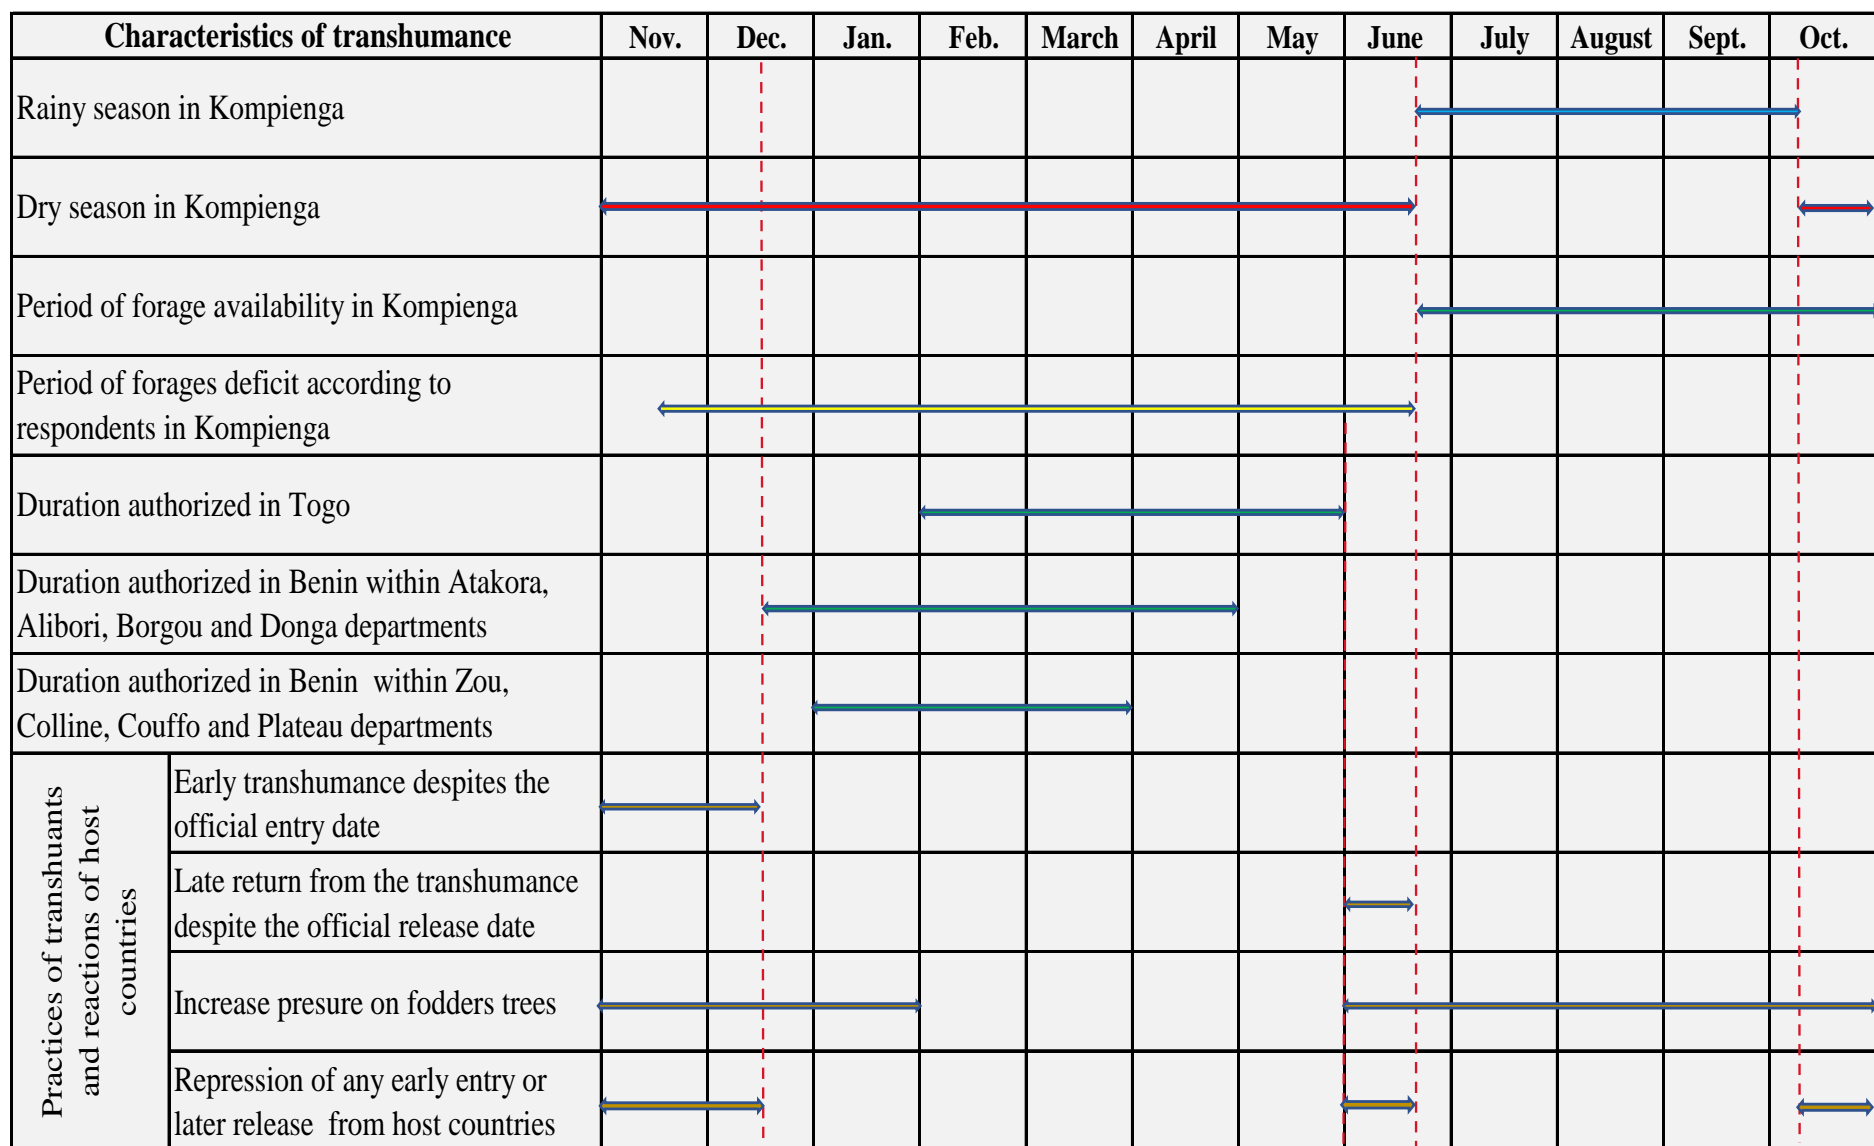 Characteristics of transhumance Nov. Dec. Jan. Feb. March April May June July August Sept. Oct.
Rainy season in Kompienga
Dry season in Kompienga
Period of forage availability in Kompienga
Period of forages deficit according to
respondents in Kompienga
Duration authorized in Togo
Duration authorized in Benin within Atakora,
Alibori, Borgou and Donga departments
Duration authorized in Benin within Zou,
Colline, Couffo and Plateau departments
Practices of transhuants
and reactions of host
countries
Early transhumance despites the
official entry date
Late return from the transhumance
despite the official release date
Increase presure on fodders trees
Repression of any early entry or
later release from host countries